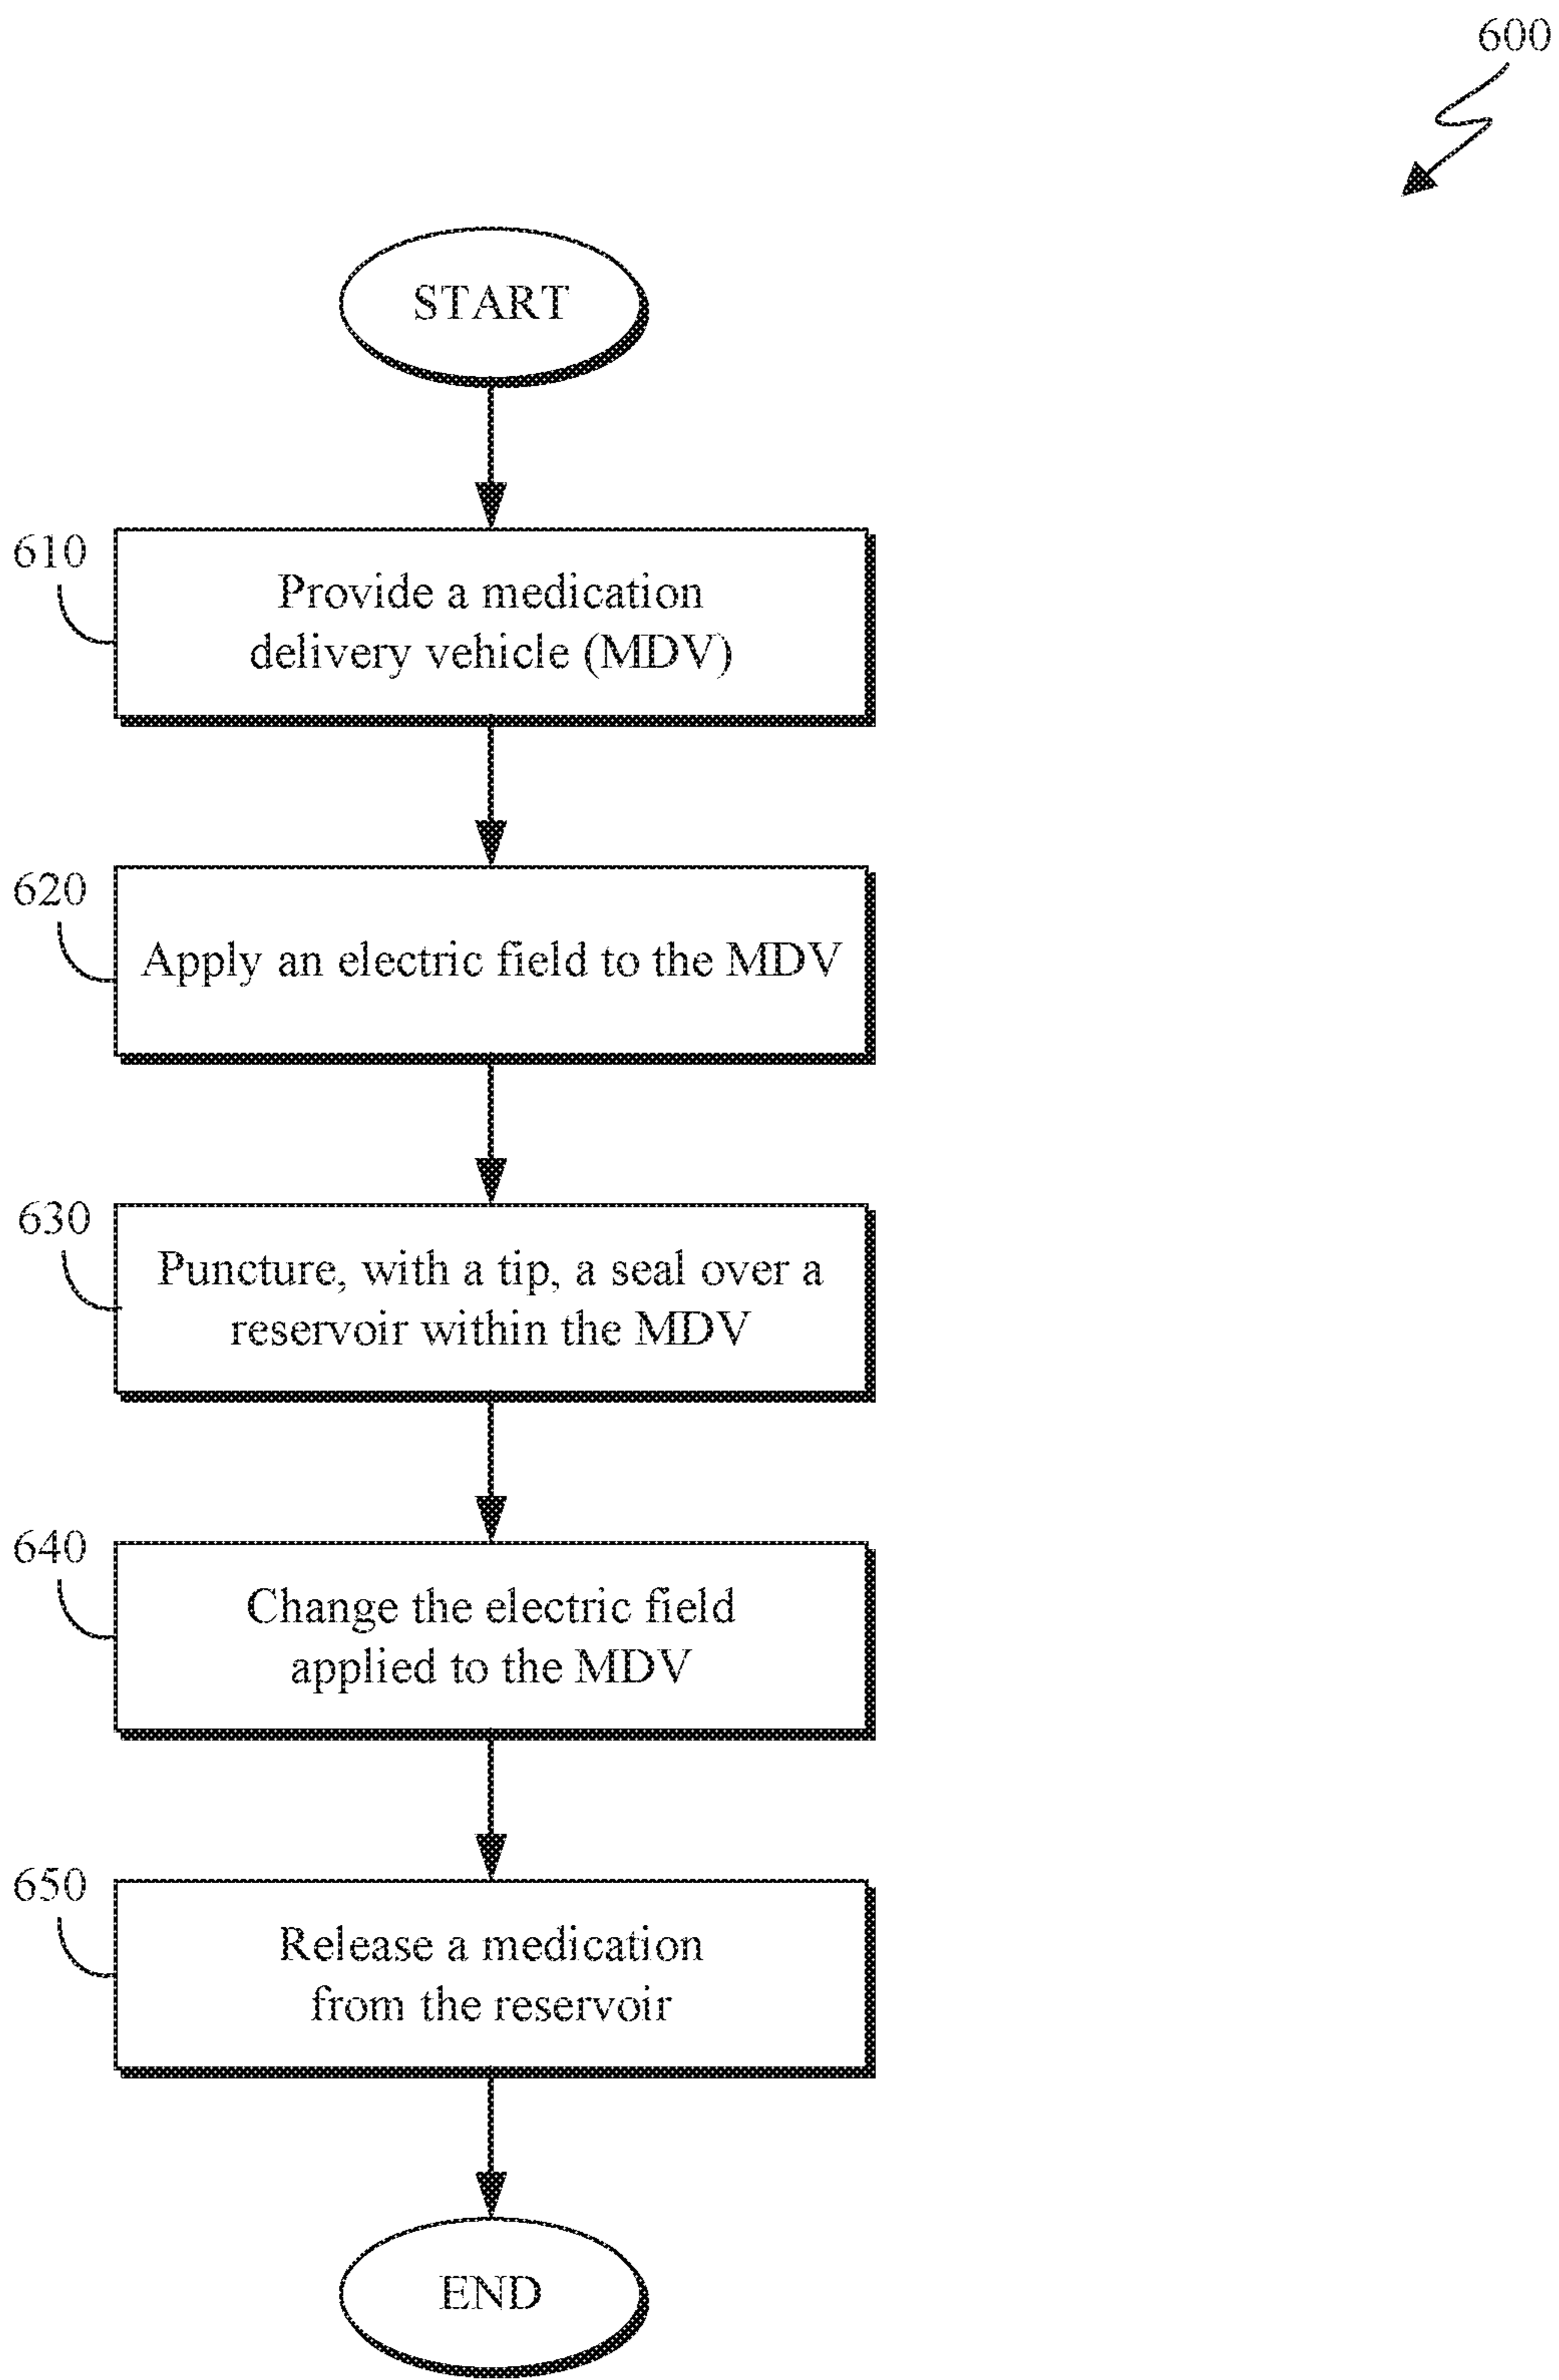 600
START
610
Provide a medication
delivery vehicle (MDV)
620
Apply an electric field to the MDV
630
Puncture, with a tip, a seal over a
reservoir within the MDV
640
Change the electric field
applied to the MDV
650
Release a medication
from the reservoir
END